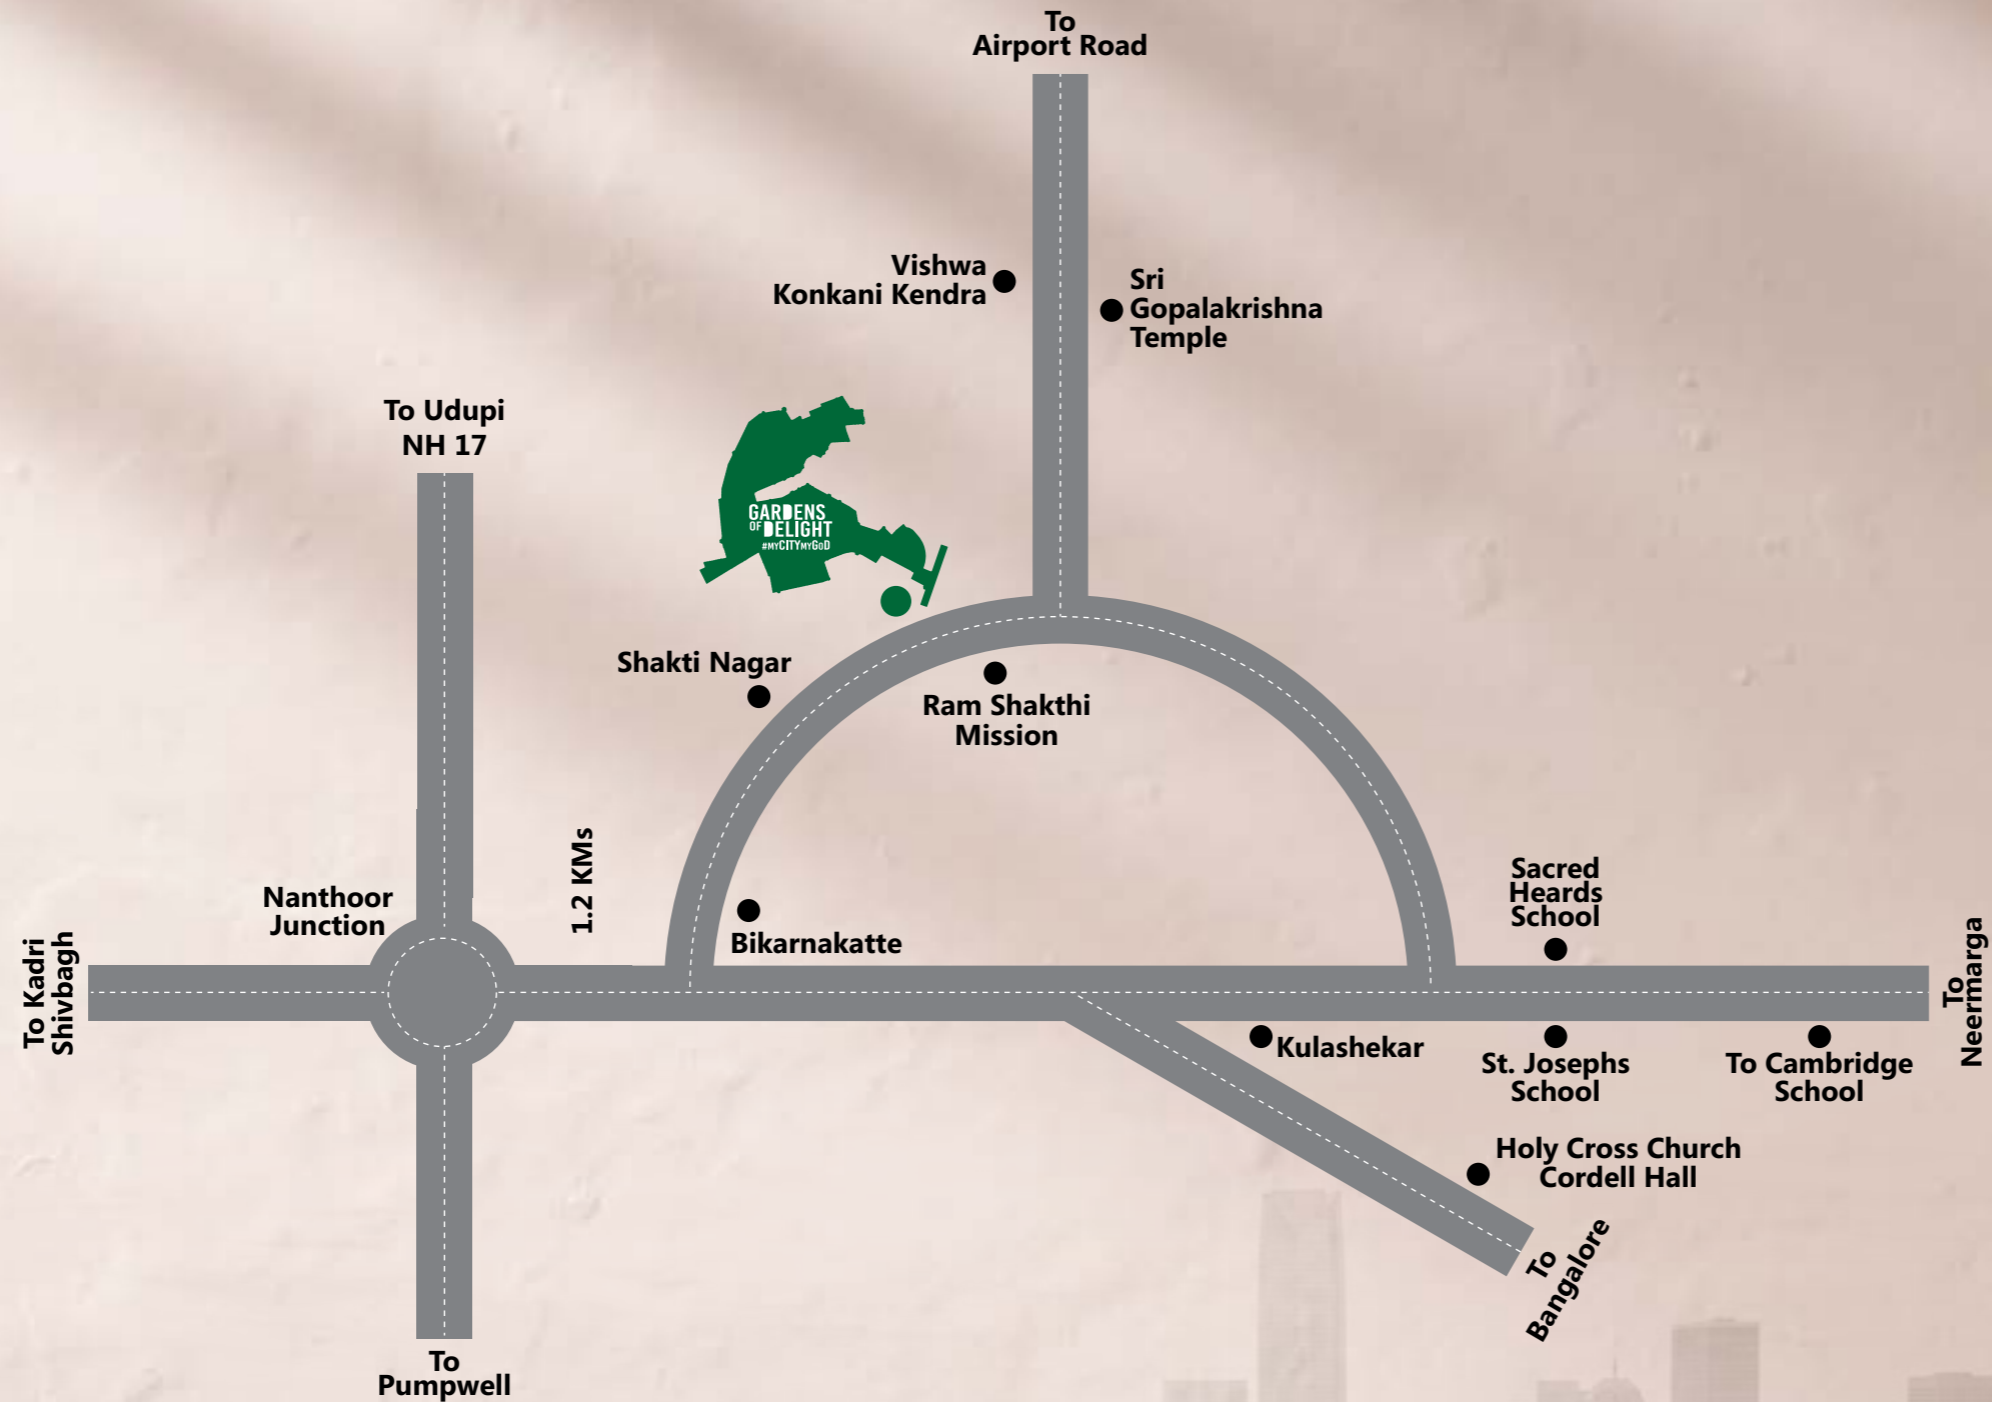 To
Airport Road
Vishwa
Konkani Kendra
Sri
Gopalakrishna
Temple
To Udupi
NH 17
GARDENS
OF DELIGHT
#MYCITYMYGOD
Shakti Nagar
Ram Shakthi
Mission
1.2 KMs
Nanthoor
Junction
Bikarnakatte
Sacred
Heards
School
To Kadri
Shivbagh
To
Neermarga
Kulashekar
St. Josephs
School
To Cambridge
School
Holy Cross Church
Cordell Hall
To
Bangalore
To
Pumpwell